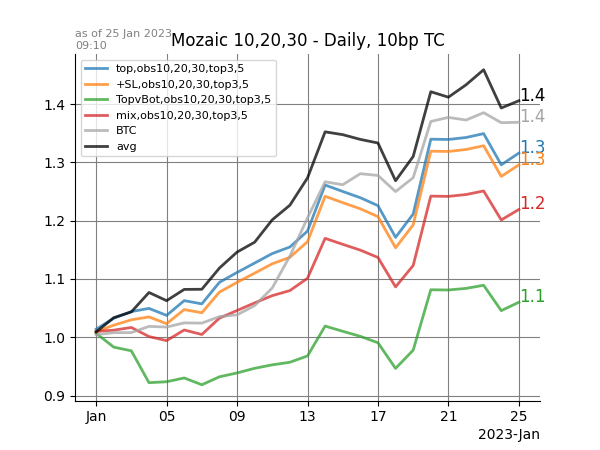 as of 25 Jan 2023
09:10
Mozaic 10,20,30 - Daily, 10bp TC
top,obs10,20,30,top3,5
+SL,obs10,20,30,top3,5
TopvBot,obs10,20,30,top3,5
mix,obs10,20,30,top3,5
BTC
avg
1.4
1.3
1.2
1.1
1.0
0.9
1.4
1.4
1.3
1.3
1.2
1.1
Jan 05 09 13 17 21 25
2023-Jan